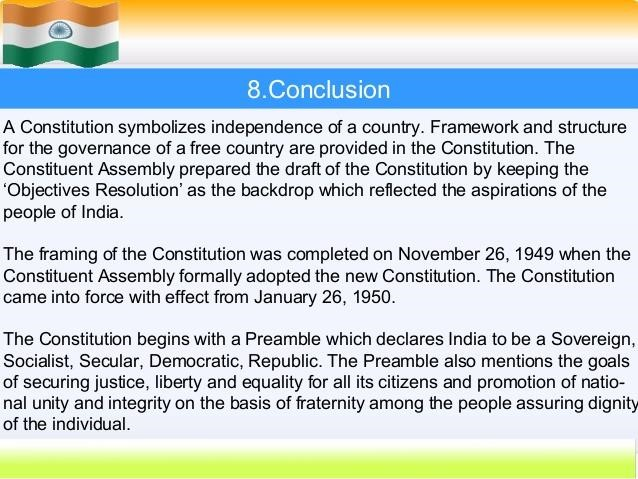 8.Conclusion
A Constitution symbolizes independence of a country. Framework and structure
for the governance of a free country are provided in the Constitution. The
Constituent Assembly prepared the draft of the Constitution by keeping the
‘Objectives Resolution’ as the backdrop which reflected the aspirations of the
people of India.
The framing of the Constitution was completed on November 26, 1949 when the
Constituent Assembly formally adopted the new Constitution. The Constitution
came into force with effect from January 26, 1950.
The Constitution begins with a Preamble which declares India to be a Sovereign,
Socialist, Secular, Democratic, Republic. The Preamble also mentions the goals
of securing justice, liberty and equality for all its citizens and promotion of natio-
nal unity and integrity on the basis of fraternity among the people assuring dignity
of the individual.